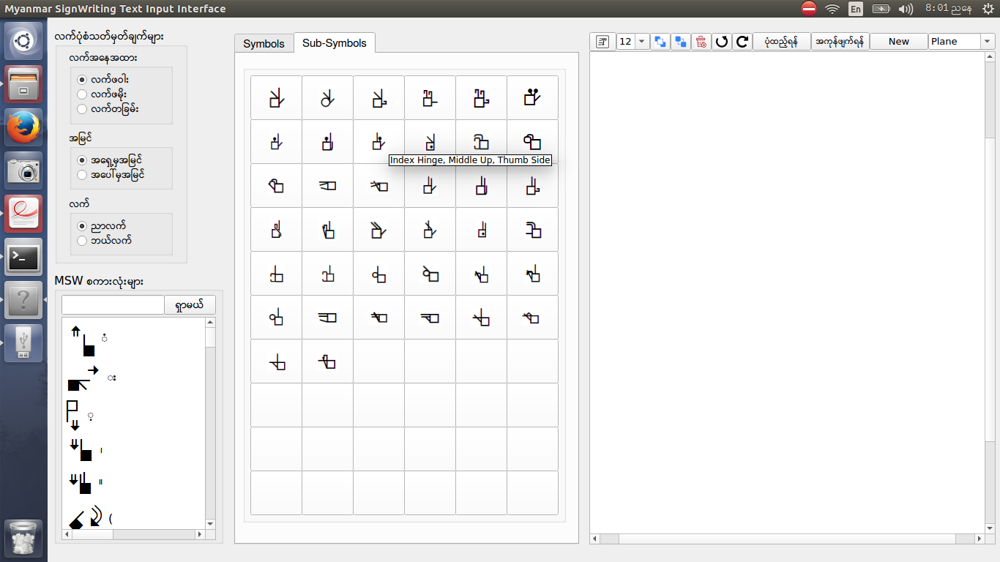 Myanmar SignWriting Text Input Interface
En
8:01 ညနေ
လက်ပုံစံသတ်မှတ်ချက်များ
လက်အနေအထား
လက်ဖဝါး
လက်ဖမိုး
လက်တခြမ်း
အမြင်
အရှေ့မှအမြင်
အပေါ်မှအမြင်
လက်
ညာလက်
ဘယ်လက်
MSW စကားလုံးများ
ရှာမယ်
ံ
း
့
၊
။
(
Symbols
Sub-Symbols
Index Hinge, Middle Up, Thumb Side
12
ပုံထည့်ရန်
အကုန်ဖျက်ရန်
New
Plane